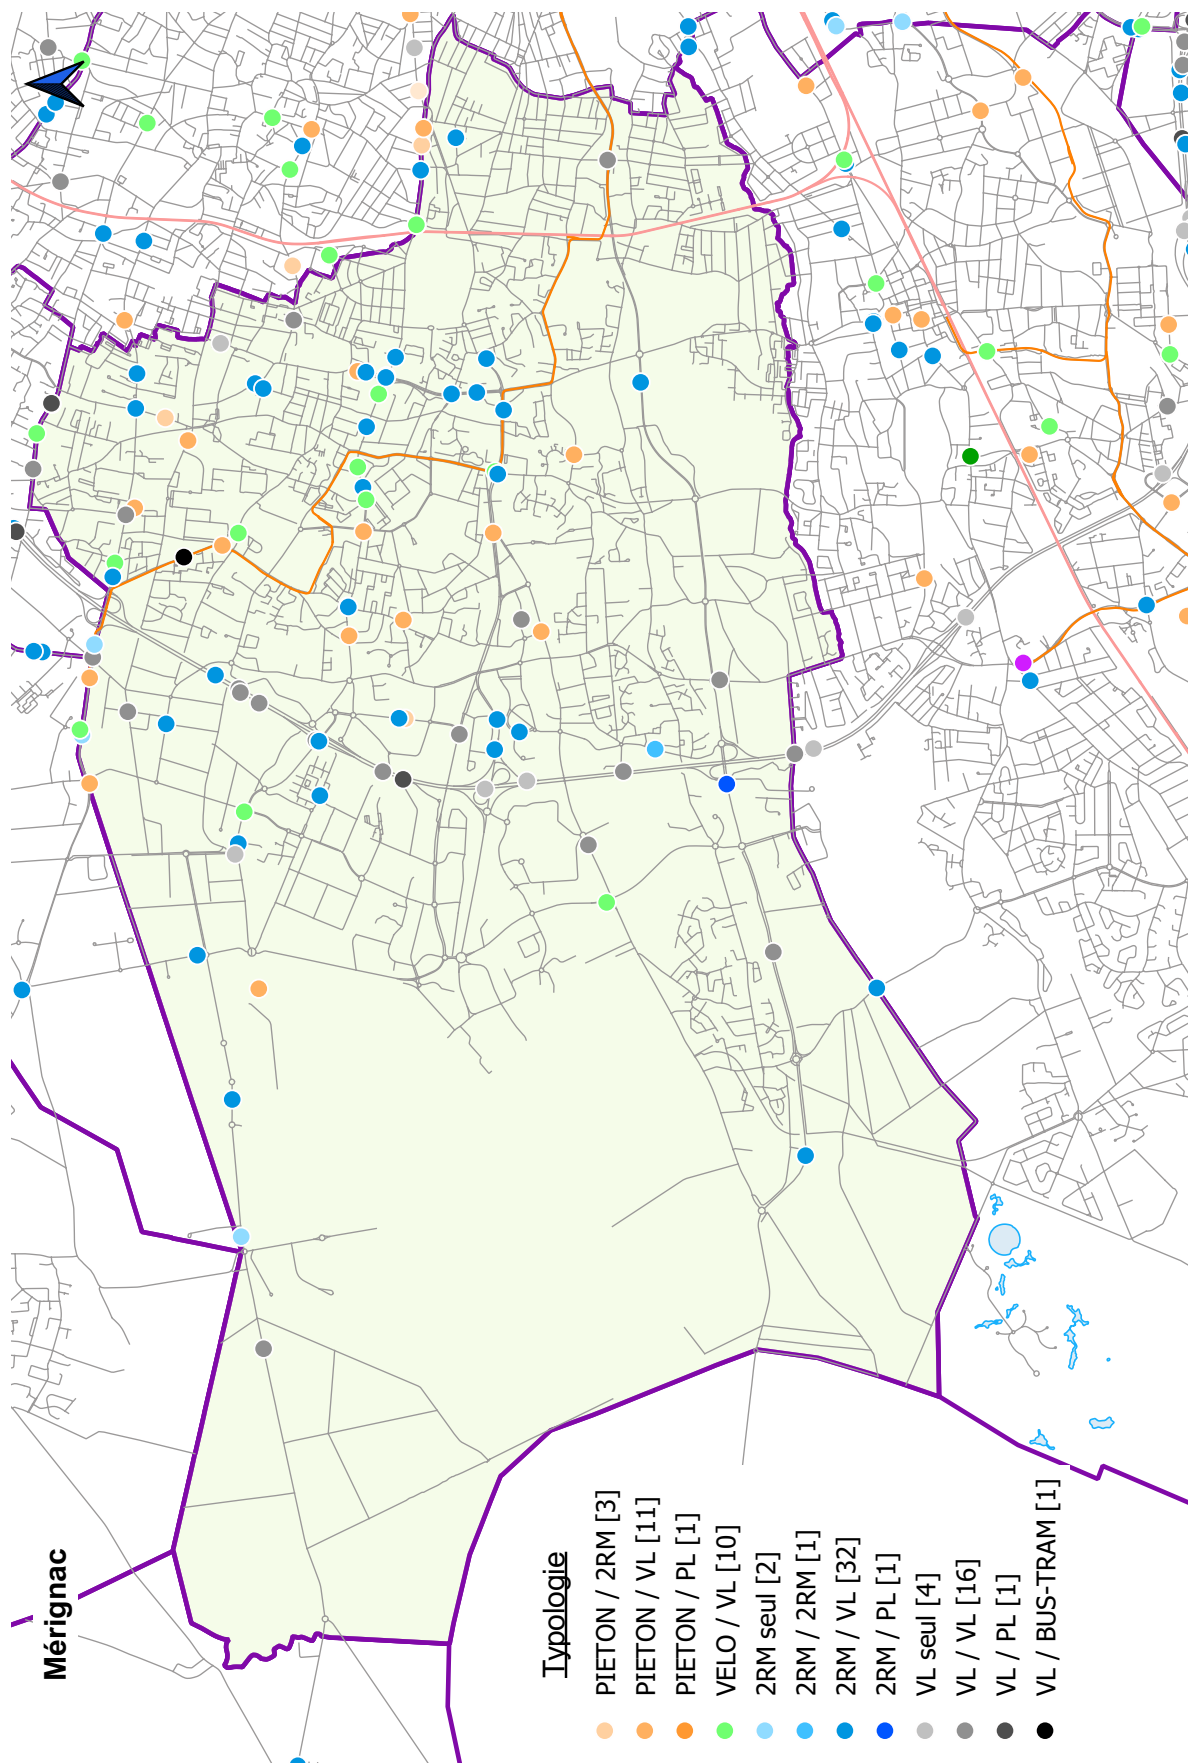 Mérignac
Typologie
PIETON / 2RM [3]
PIETON / VL [11]
PIETON / PL [1]
VELO / VL [10]
2RM seul [2]
2RM / 2RM [1]
2RM / VL [32]
2RM / PL [1]
VL seul [4]
VL / VL [16]
VL / PL [1]
VL / BUS-TRAM [1]